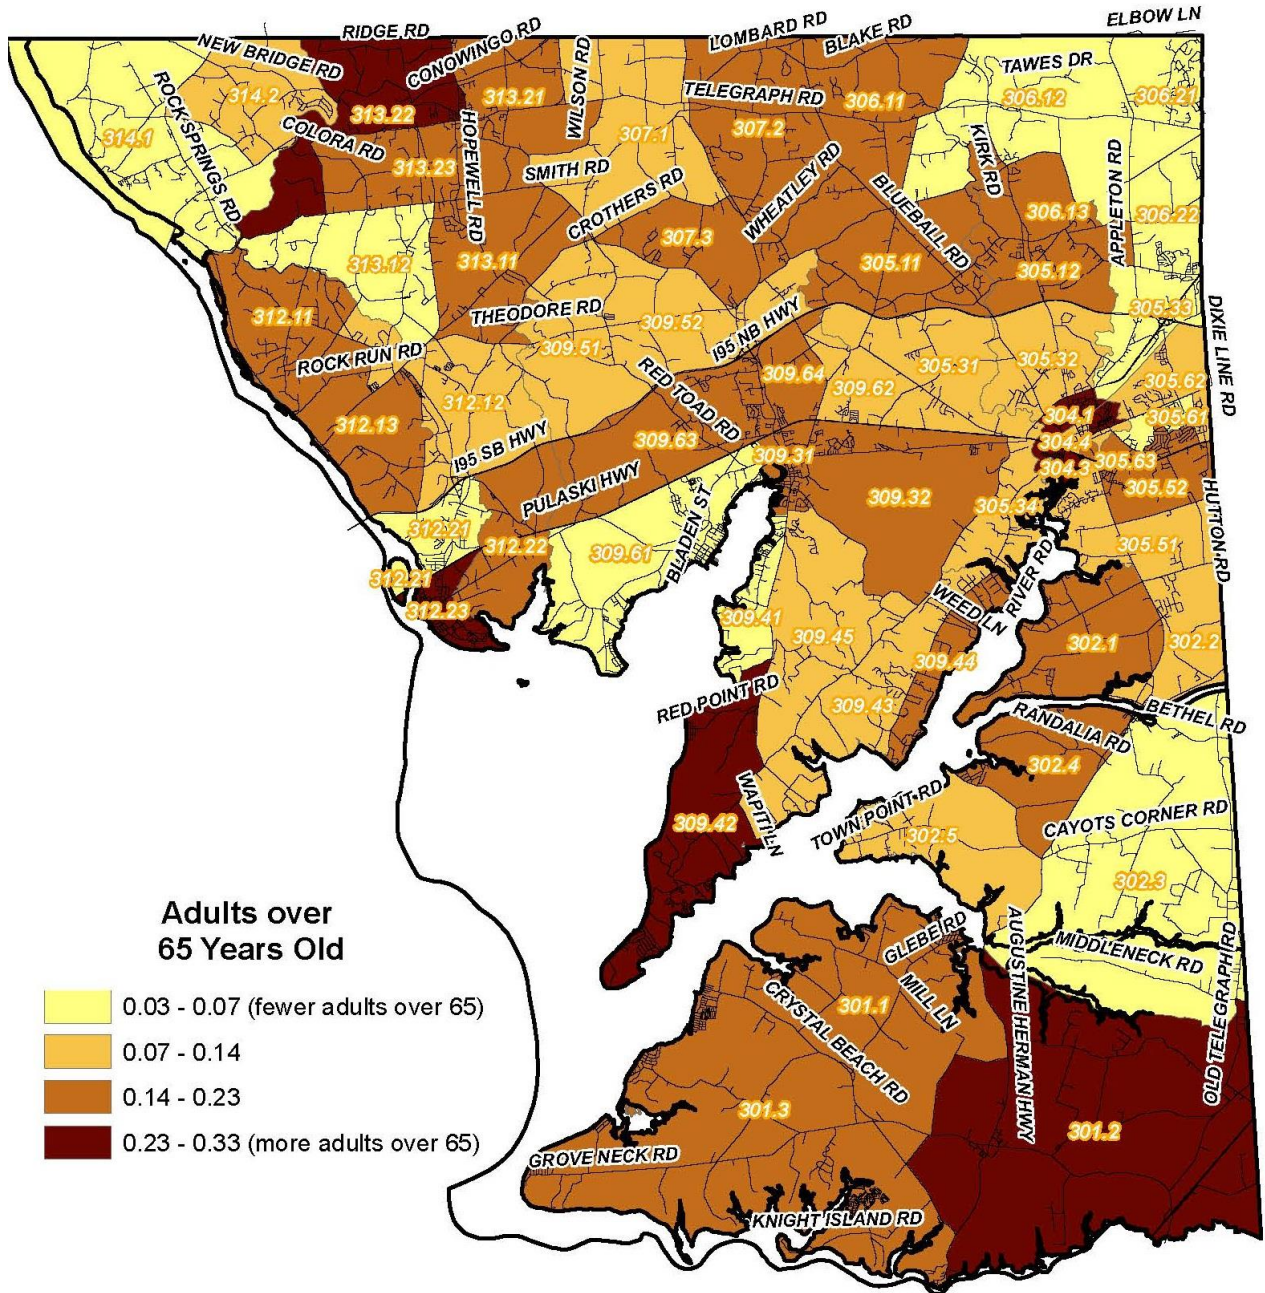 ELBOW LN
RIDGE RD
CONOWINGO RD
LOMBARD RD
BLAKE RD
NEW BRIDGE RD
WILSON RD
TAWES DR
ROCK SPRINGS RD
314.2
313.22
313.21
TELEGRAPH RD
306.11
306.12
306.21
314.1
COLORA RD
HOPEWELL RD
307.1
307.2
KIRK RD
APPLETON RD
313.23
SMITH RD
CROTHERS RD
WHEATLEY RD
BLUEBALL RD
306.13
306.22
307.3
313.12
313.11
305.11
305.12
312.11
THEODORE RD
309.52
I95 NB HWY
305.33
DIXIE LINE RD
ROCK RUN RD
309.51
RED TOAD RD
309.64
309.62
305.31
305.32
305.62
312.12
304.1
305.61
312.13
I95 SB HWY
309.63
309.31
304.4
304.3
305.63
305.52
PULASKI HWY
BLADEN ST
309.32
305.34
HUTTON RD
312.21
312.22
309.61
305.51
312.21
312.23
RIVER RD
WEED LN
309.41
309.45
302.1
302.2
309.44
RED POINT RD
309.43
RANDALIA RD
BETHEL RD
302.4
WAPITI LN
TOWN POINT RD
309.42
302.5
CAYOTS CORNER RD
302.3
Adults over
65 Years Old
0.03 - 0.07 (fewer adults over 65)
0.07 - 0.14
0.14 - 0.23
0.23 - 0.33 (more adults over 65)
GLEBE RD
AUGUSTINE HERMAN HWY
MIDDLENECK RD
OLD TELEGRAPH RD
CRYSTAL BEACH RD
301.1
MILL LN
301.3
301.2
GROVE NECK RD
KNIGHT ISLAND RD